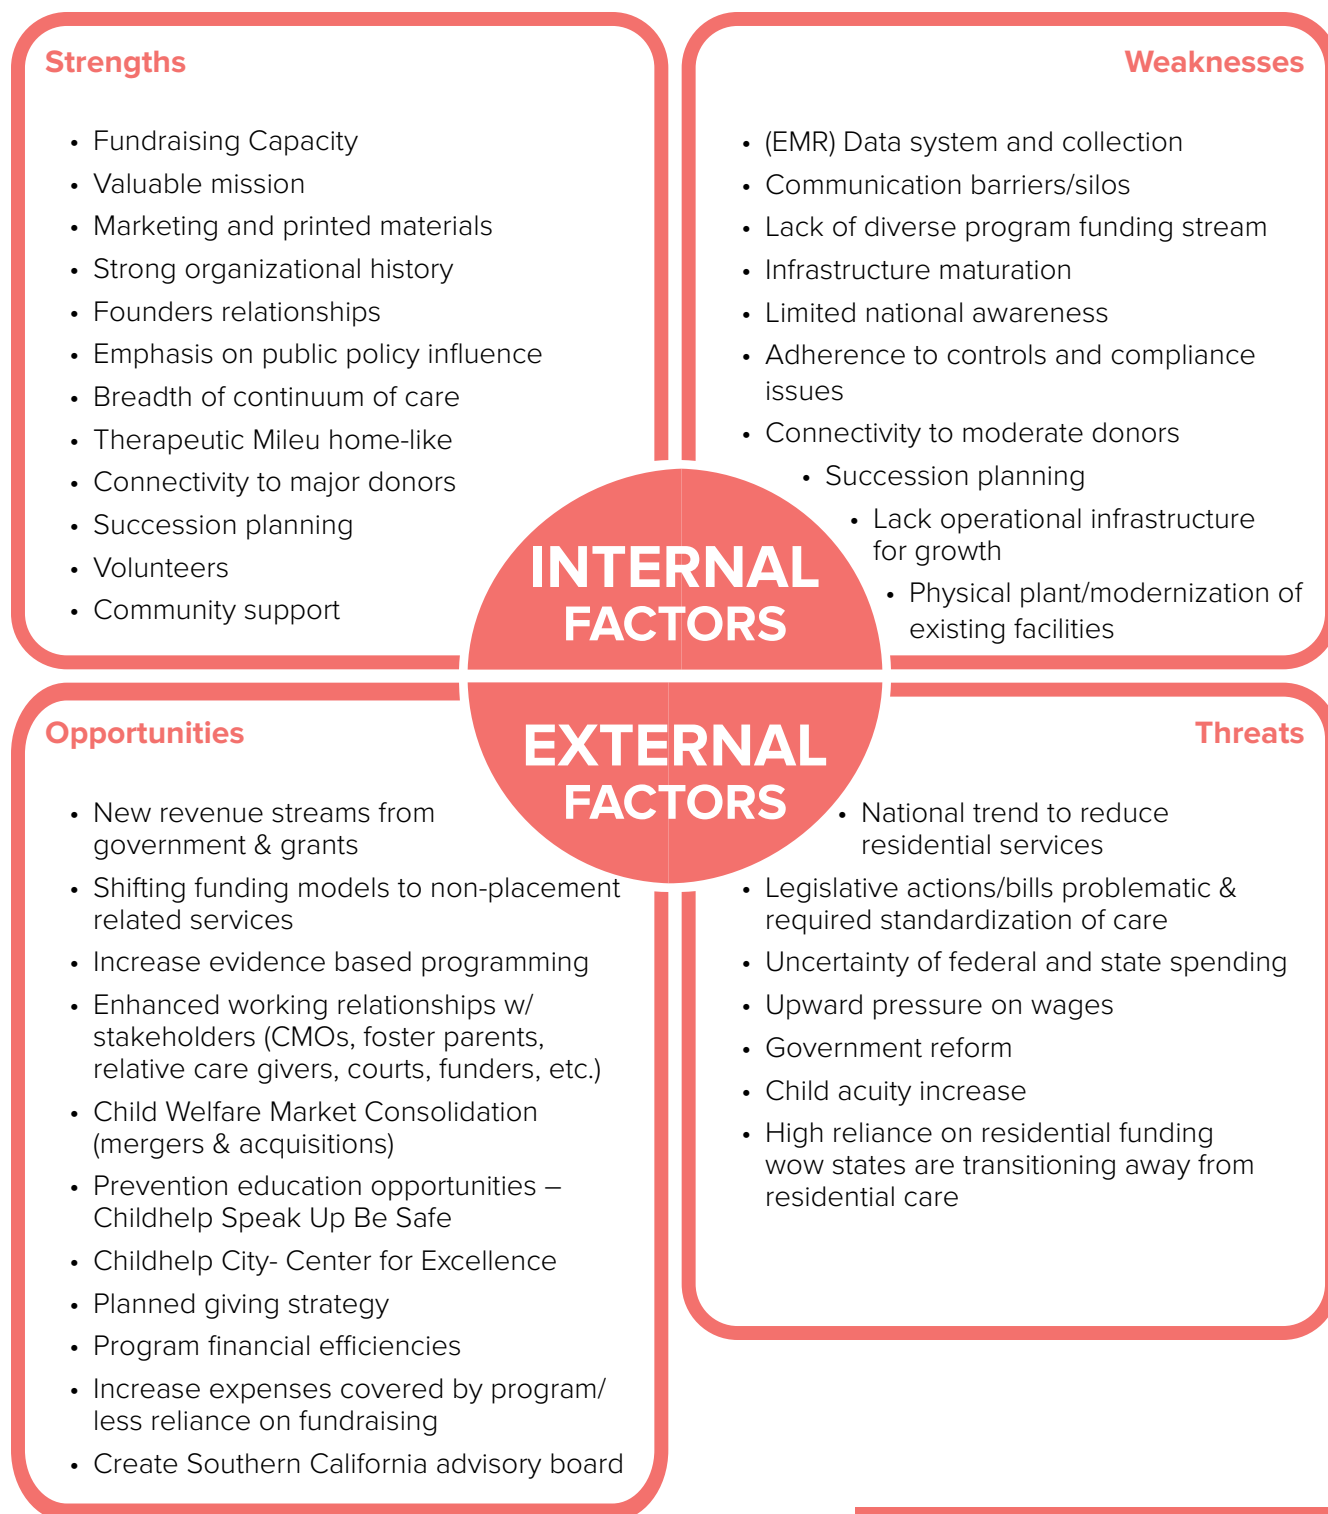 Strengths
• Fundraising Capacity
• Valuable mission
• Marketing and printed materials
• Strong organizational history
• Founders relationships
• Emphasis on public policy influence
• Breadth of continuum of care
• Therapeutic Mileu home-like
• Connectivity to major donors
• Succession planning
• Volunteers
• Community support
Weaknesses
• (EMR) Data system and collection
• Communication barriers/silos
• Lack of diverse program funding stream
• Infrastructure maturation
• Limited national awareness
• Adherence to controls and compliance
issues
• Connectivity to moderate donors
• Succession planning
• Lack operational infrastructure
for growth
• Physical plant/modernization of
existing facilities
INTERNAL
FACTORS
EXTERNAL
FACTORS
Opportunities
• New revenue streams from
government & grants
• Shifting funding models to non-placement
related services
• Increase evidence based programming
• Enhanced working relationships w/
stakeholders (CMOs, foster parents,
relative care givers, courts, funders, etc.)
• Child Welfare Market Consolidation
(mergers & acquisitions)
• Prevention education opportunities –
Childhelp Speak Up Be Safe
• Childhelp City- Center for Excellence
• Planned giving strategy
• Program financial efficiencies
• Increase expenses covered by program/
less reliance on fundraising
• Create Southern California advisory board
Threats
• National trend to reduce
residential services
• Legislative actions/bills problematic &
required standardization of care
• Uncertainty of federal and state spending
• Upward pressure on wages
• Government reform
• Child acuity increase
• High reliance on residential funding
wow states are transitioning away from
residential care